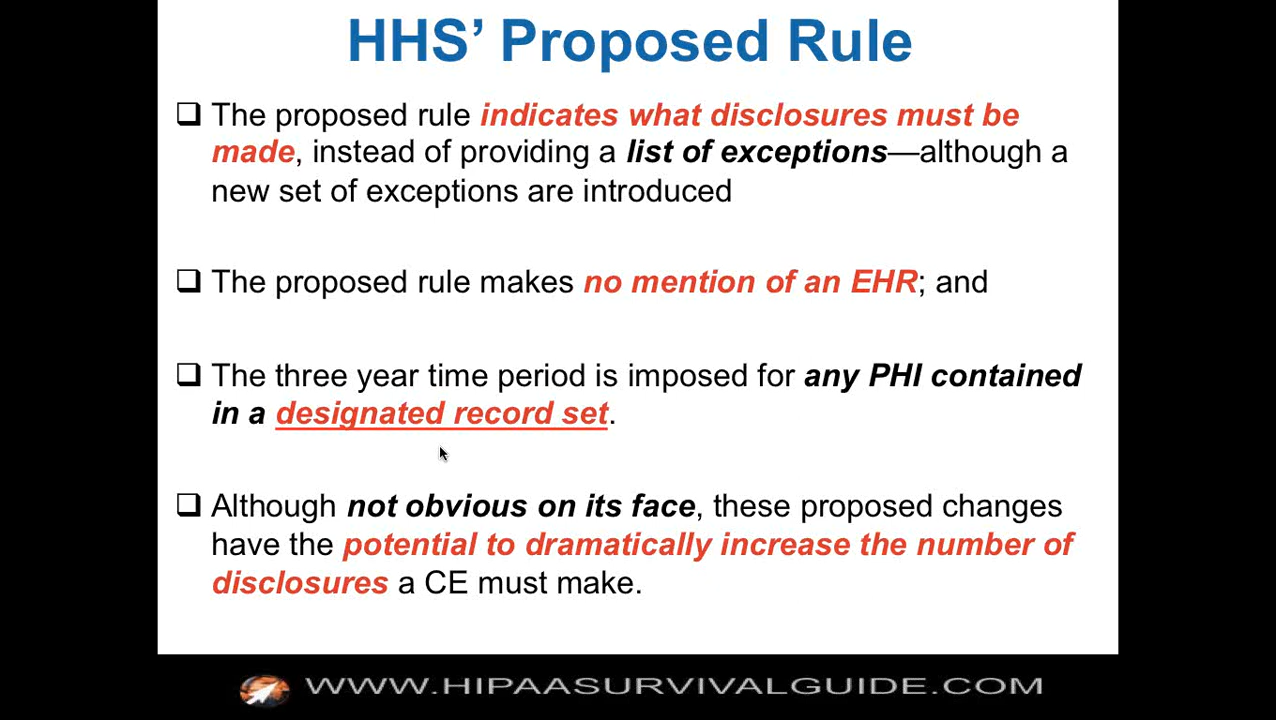 HHS’ Proposed Rule
The proposed rule indicates what disclosures must be
made, instead of providing a list of exceptions—although a
new set of exceptions are introduced
The proposed rule makes no mention of an EHR; and
The three year time period is imposed for any PHI contained
in a designated record set.
Although not obvious on its face, these proposed changes
have the potential to dramatically increase the number of
disclosures a CE must make.
WWW.HIPAASURVIVALGUIDE.COM